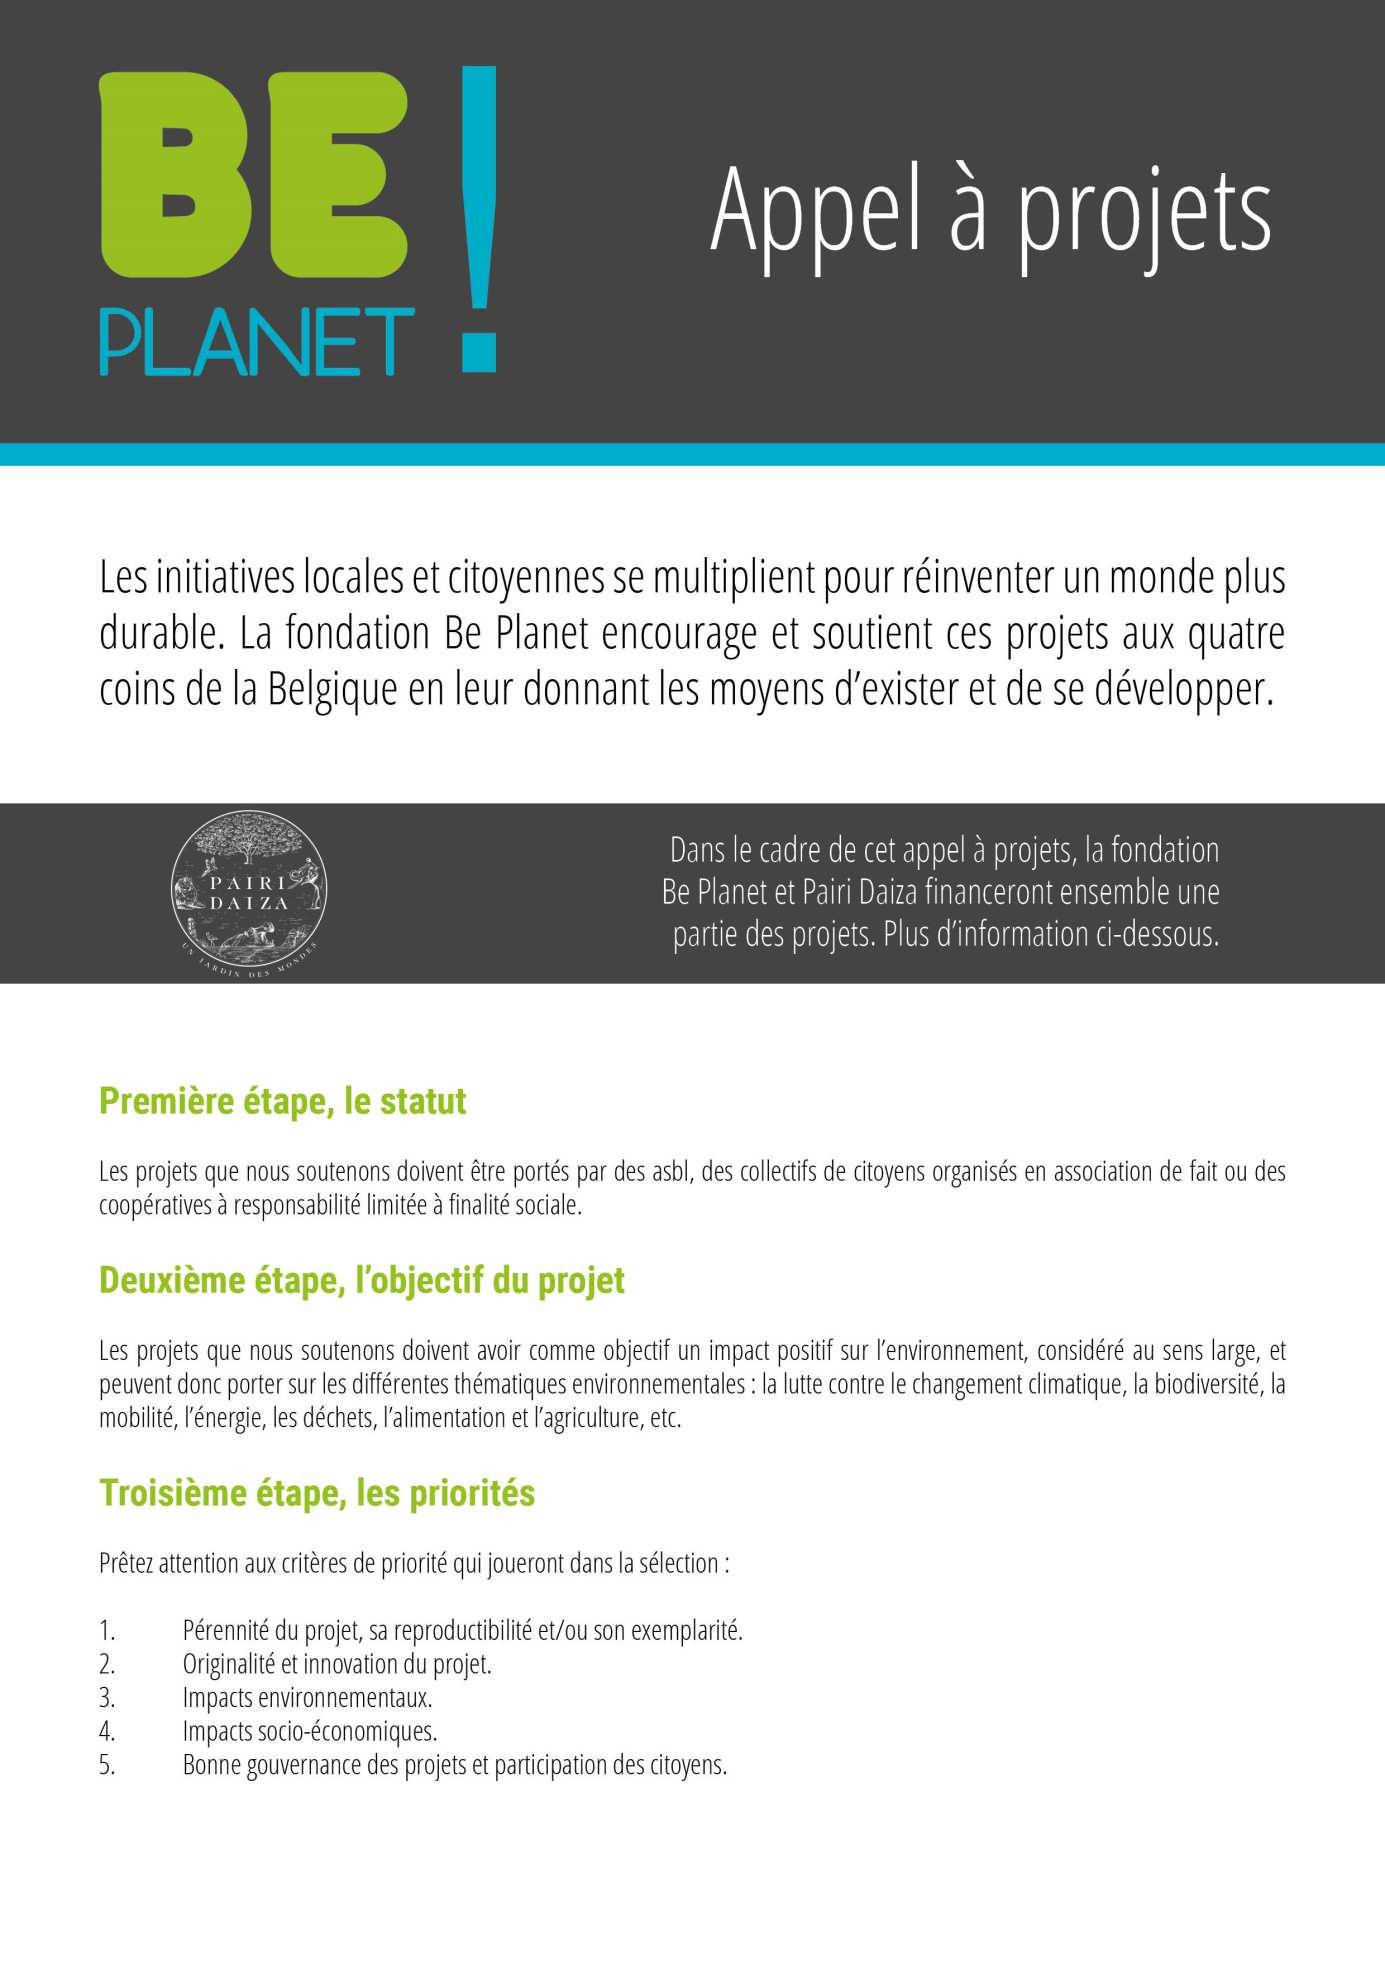 BE !
PLANET
Appel à projets
Les initiatives locales et citoyennes se multiplient pour réinventer un monde plus
durable. La fondation Be Planet encourage et soutient ces projets aux quatre
coins de la Belgique en leur donnant les moyens d’exister et de se développer.
PAIRI
DAIZA
UN JARDIN DES MONDES
Dans le cadre de cet appel à projets, la fondation
Be Planet et Pairi Daiza financeront ensemble une
partie des projets. Plus d’information ci-dessous.
Première étape, le statut
Les projets que nous soutenons doivent être portés par des asbl, des collectifs de citoyens organisés en association de fait ou des
coopératives à responsabilité limitée à finalité sociale.
Deuxième étape, l’objectif du projet
Les projets que nous soutenons doivent avoir comme objectif un impact positif sur l’environnement, considéré au sens large, et
peuvent donc porter sur les différentes thématiques environnementales : la lutte contre le changement climatique, la biodiversité, la
mobilité, l’énergie, les déchets, l’alimentation et l’agriculture, etc.
Troisième étape, les priorités
Prêtez attention aux critères de priorité qui joueront dans la sélection :
1. Pérennité du projet, sa reproductibilité et/ou son exemplarité.
2. Originalité et innovation du projet.
3. Impacts environnementaux.
4. Impacts socio-économiques.
5. Bonne gouvernance des projets et participation des citoyens.